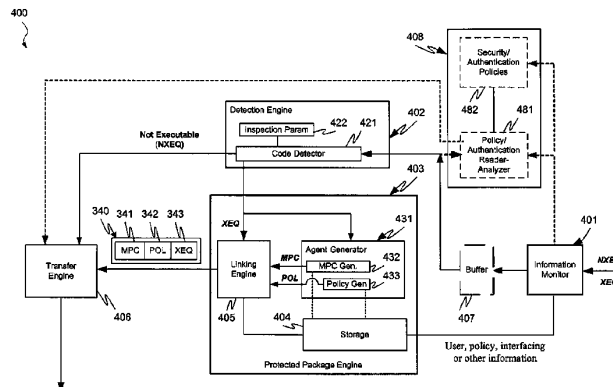 400
408
Security/
Authentication
Policies
482
481
Policy/
Authentication
Reader-
Analyzer
Detection Engine
Inspection Param
422
402
421
Code Detector
Not Executable
(NXEQ)
403
340
341
342
343
MPC
POL
XEQ
XEQ
Agent Generator
431
MPC Gen.
432
Policy Gen
433
MPC
POL
Linking
Engine
405
404
Storage
Protected Package Engine
Transfer
Engine
406
Buffer
407
401
Information
Monitor
XEQ
User, policy, interfacing
or other information